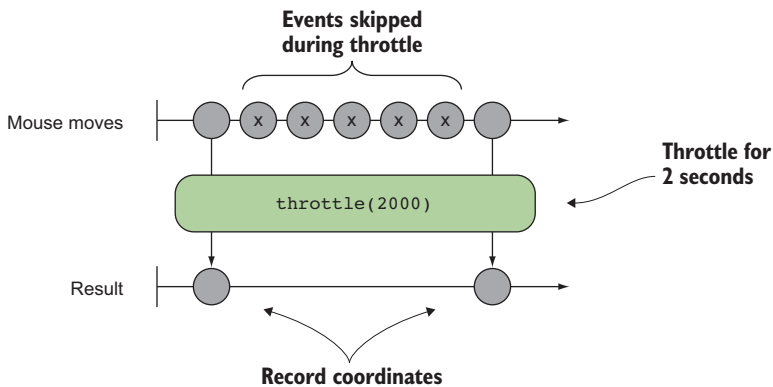 Events skipped
during throttle
Mouse moves
x x x x x
Throttle for
2 seconds
throttle(2000)
Result
Record coordinates